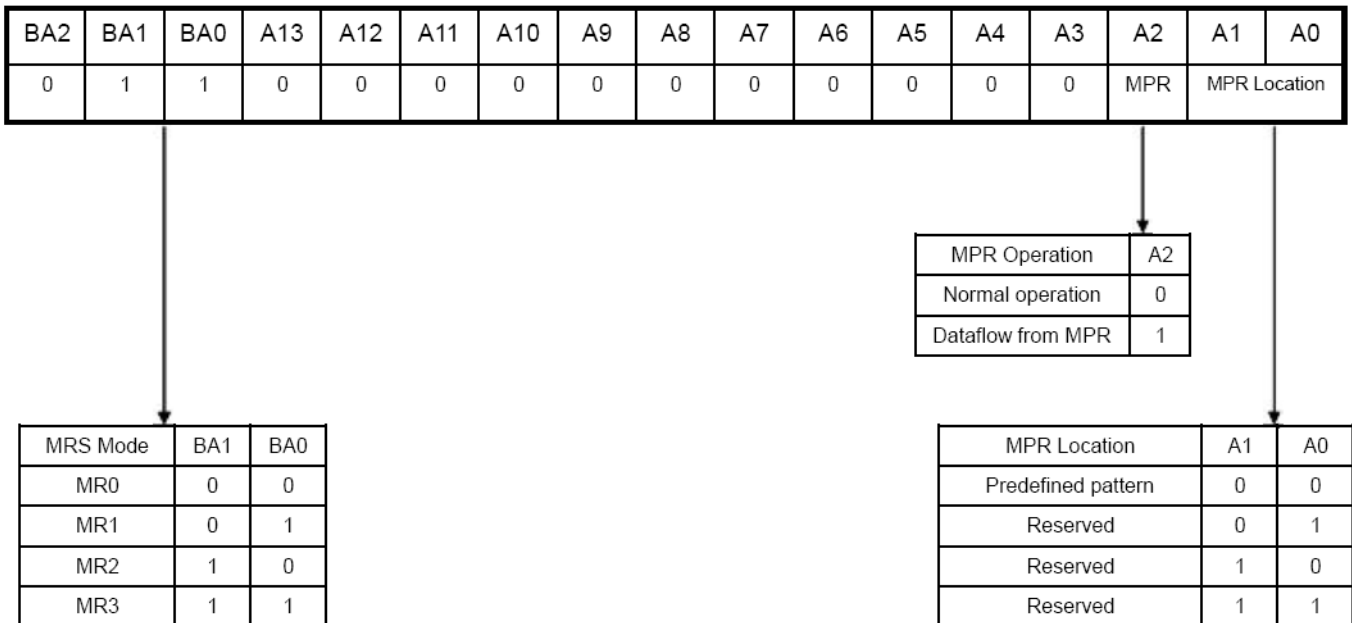 BA2 BA1 BA0 A13 A12 A11 A10 A9 A8 A7 A6 A5 A4 A3 A2 A1 A0
0 1 1 0 0 0 0 0 0 0 0 0 0 0 MPR MPR Location
MPR Operation A2
Normal operation 0
Dataflow from MPR 1
MRS Mode BA1 BA0
MR0 0 0
MR1 0 1
MR2 1 0
MR3 1 1
MPR Location A1 A0
Predefined pattern 0 0
Reserved 0 1
Reserved 1 0
Reserved 1 1